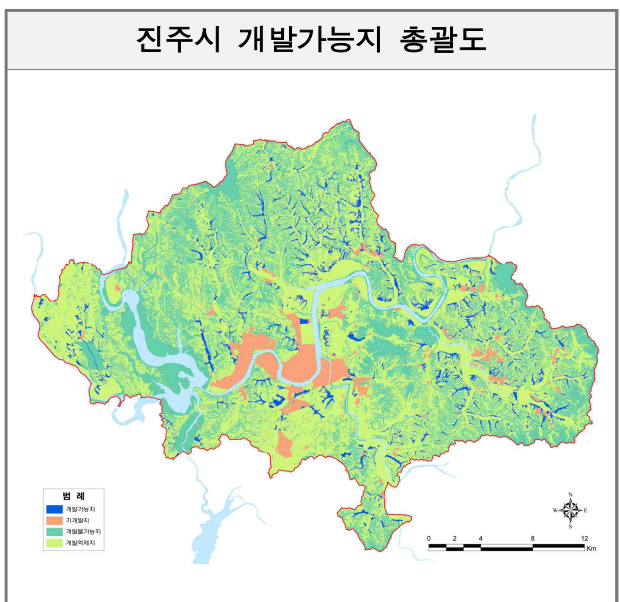 진주시 개발가능지 총괄도
범 례
개발가능지
기개발지
개발불가능지
개발억제지
N
W E
S
0 2 4 8 12
Km